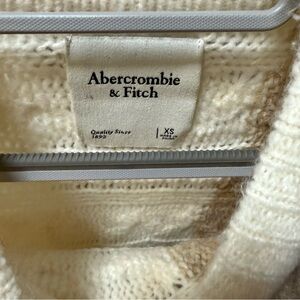 Abercrombie
& Fitch
Quality Since
1892
XS